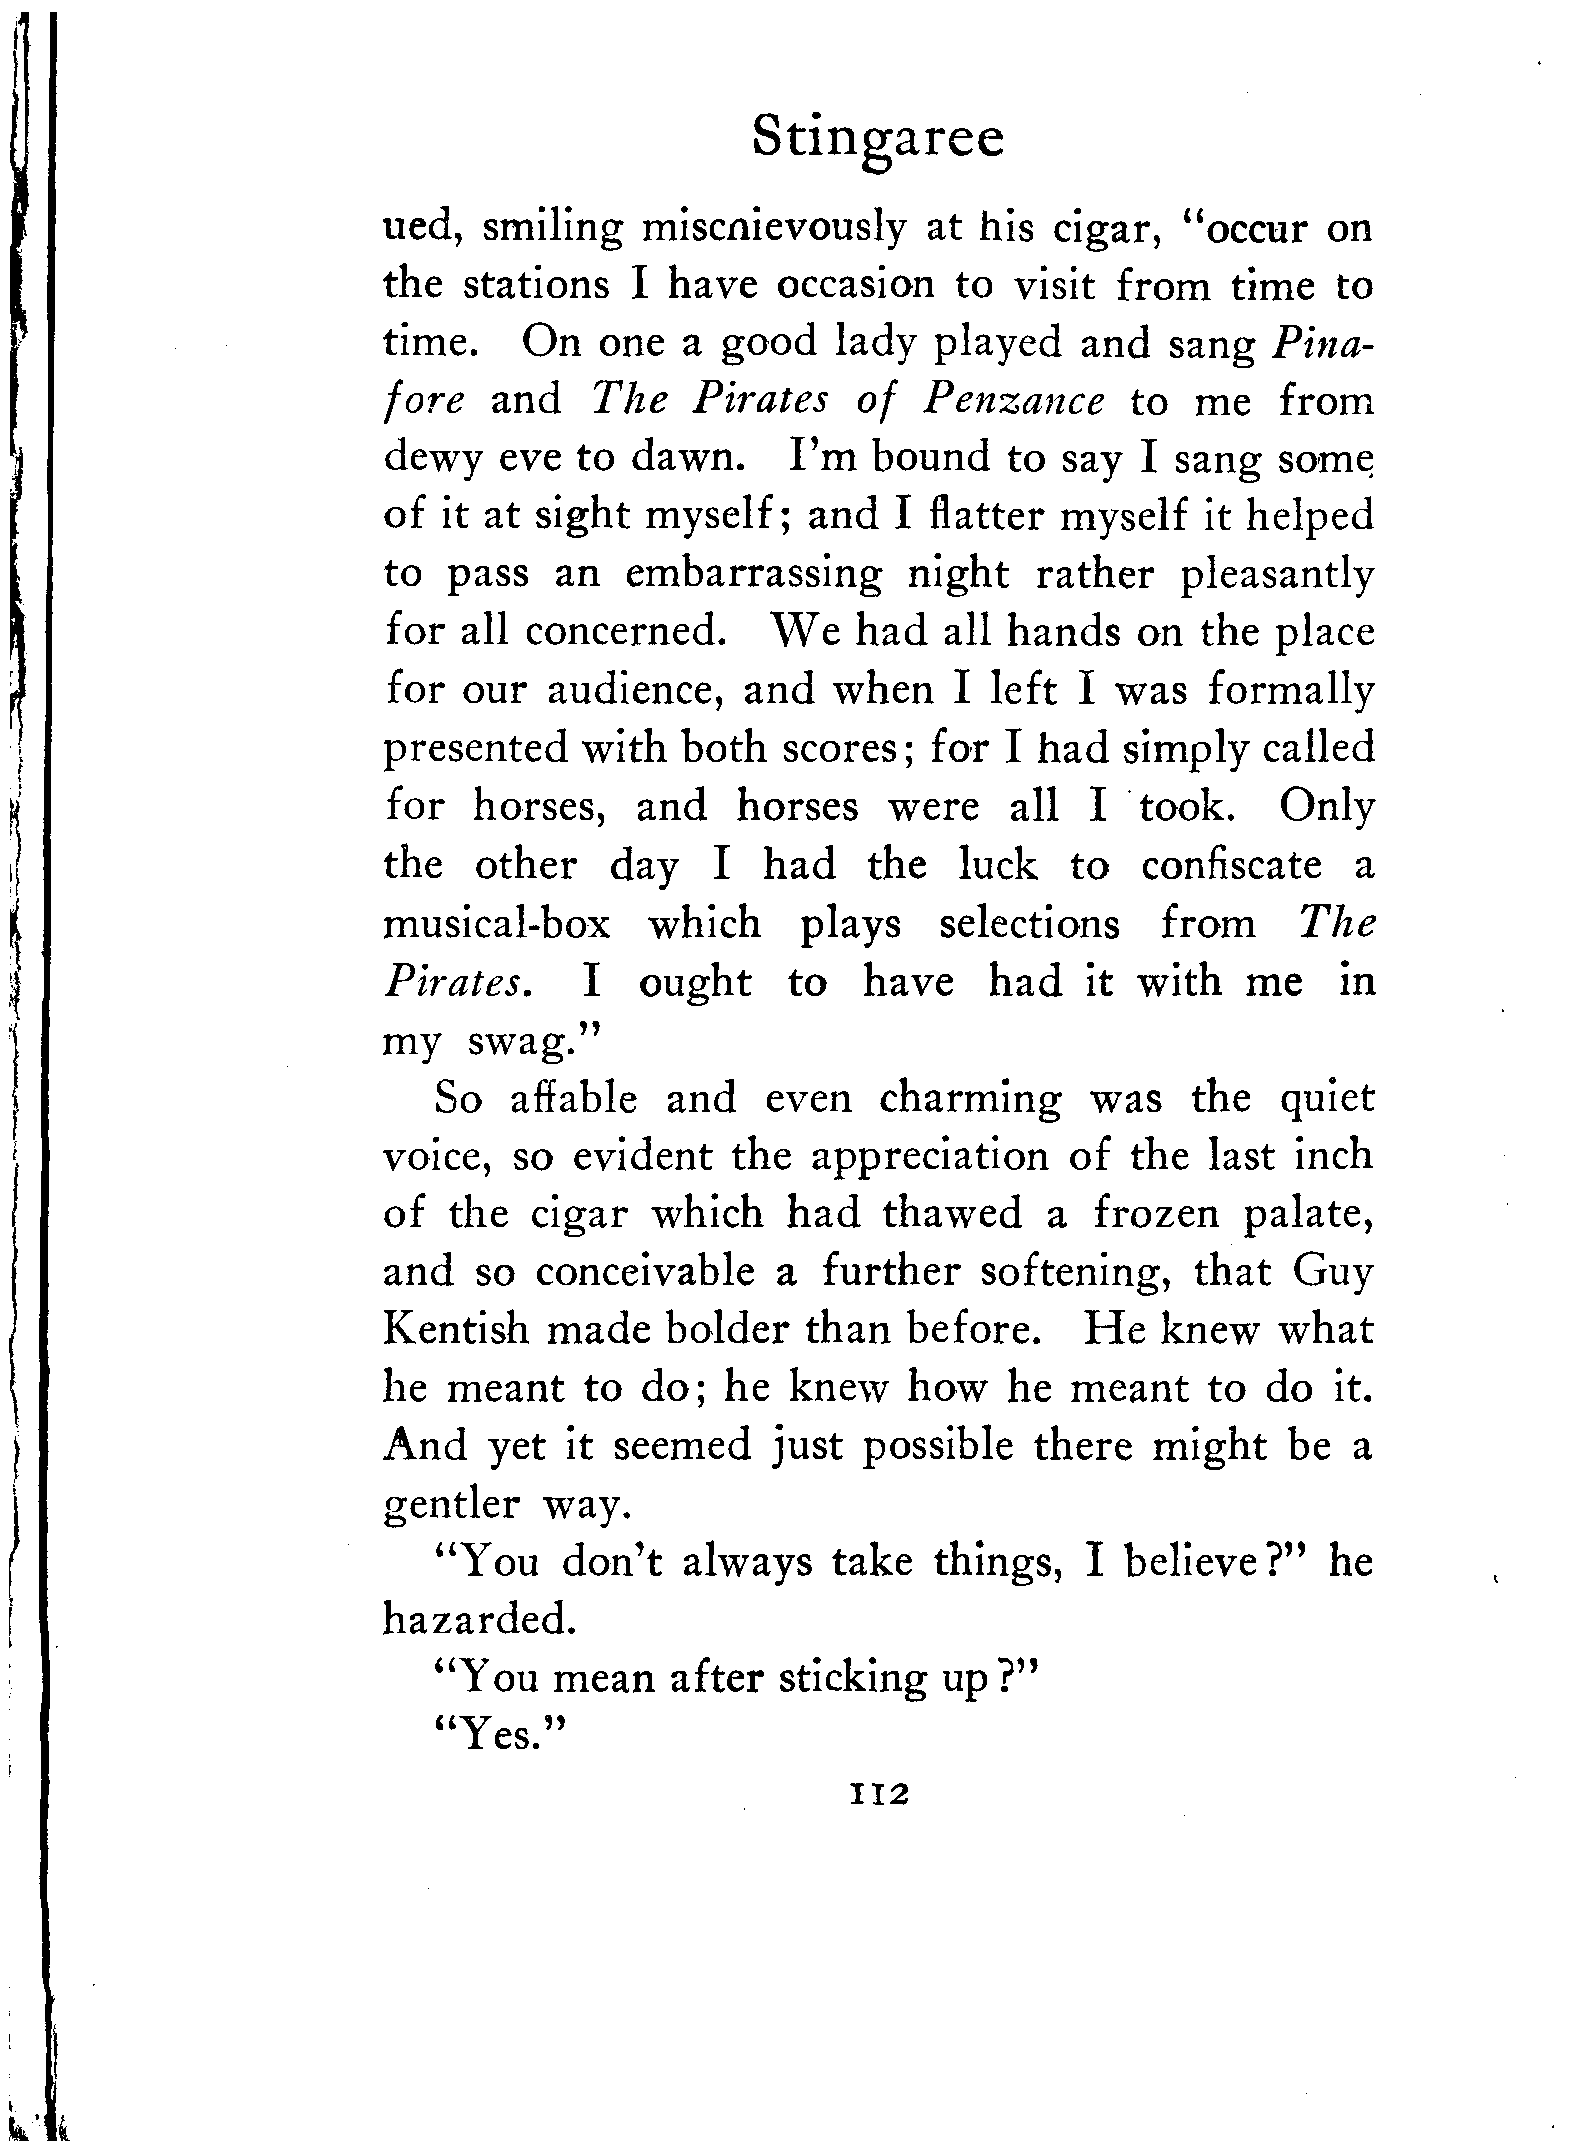 Stingaree
ued, smiling mischievously at his cigar, "occur on
the stations I have occasion to visit from time to
time. On one a good lady played and sang Pina-
fore and The Pirates of Penzance to me from
dewy eve to dawn. I'm bound to say I sang some
of it at sight myself; and I flatter myself it helped
to pass an embarrassing night rather pleasantly
for all concerned. We had all hands on the place
for our audience, and when I left I was formally
presented with both scores; for I had simply called
for horses, and horses were all I took. Only
the other day I had the luck to confiscate a
musical-box which plays selections from The
Pirates. I ought to have had it with me in
my swag."
So affable and even charming was the quiet
voice, so evident the appreciation of the last inch
of the cigar which had thawed a frozen palate,
and so conceivable a further softening, that Guy
Kentish made bolder than before. He knew what
he meant to do; he knew how he meant to do it.
And yet it seemed just possible there might be a
gentler way.
"You don't always take things, I believe?" he
hazarded.
"You mean after sticking up?"
"Yes."
112